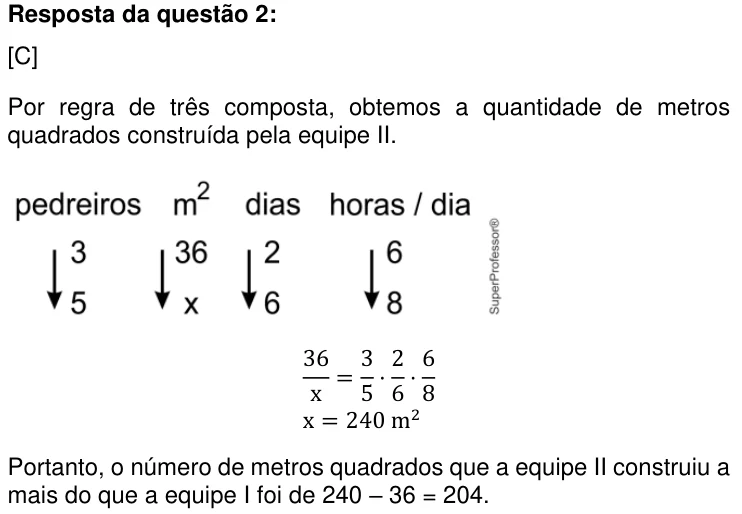 Resposta da questão 2:
[C]
Por regra de três composta, obtemos a quantidade de metros
quadrados construída pela equipe II.
pedreiros m² dias horas / dia
3 36 2 6
5 x 6 8
SuperProfessor®
36/x = 3/5 · 2/6 · 6/8
x = 240 m²
Portanto, o número de metros quadrados que a equipe II construiu a
mais do que a equipe I foi de 240 – 36 = 204.